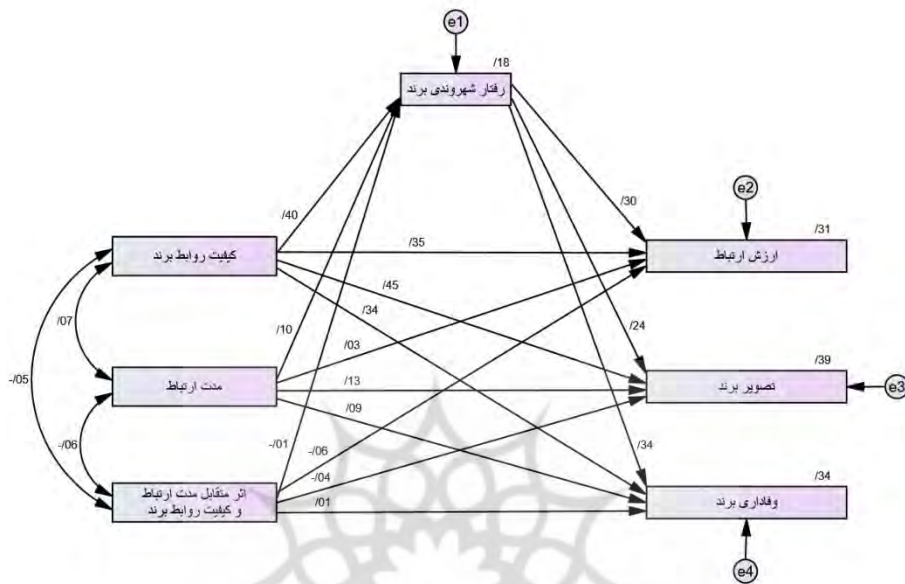 e1
/18
رفتار شهروندی برند
e2
/40
/30
/31
کیفیت روابط برند
/35
ارزش ارتباط
/45
/34
/07
/10
/03
/24
/39
-/05
مدت ارتباط
/13
تصویر برند
e3
/09
-/06
-/01
-/06
-/04
/34
/34
اثر متقابل مدت ارتباط
و کیفیت روابط برند
/01
وفاداری برند
e4